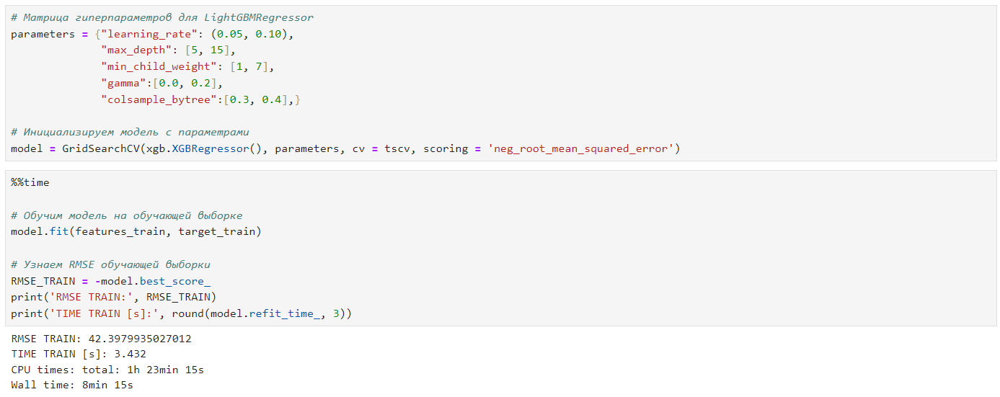 # Матрица гиперпараметров для LightGBMRegressor
parameters = {"learning_rate": (0.05, 0.10),
"max_depth": [5, 15],
"min_child_weight": [1, 7],
"gamma":[0.0, 0.2],
"colsample_bytree":[0.3, 0.4],}
# Инициализируем модель с параметрами
model = GridSearchCV(xgb.XGBRegressor(), parameters, cv = tscv, scoring = 'neg_root_mean_squared_error')
%%time
# Обучим модель на обучающей выборке
model.fit(features_train, target_train)
# Узнаем RMSE обучающей выборки
RMSE_TRAIN = -model.best_score_
print('RMSE TRAIN:', RMSE_TRAIN)
print('TIME TRAIN [s]:', round(model.refit_time_, 3))
RMSE TRAIN: 42.3979935027012
TIME TRAIN [s]: 3.432
CPU times: total: 1h 23min 15s
Wall time: 8min 15s